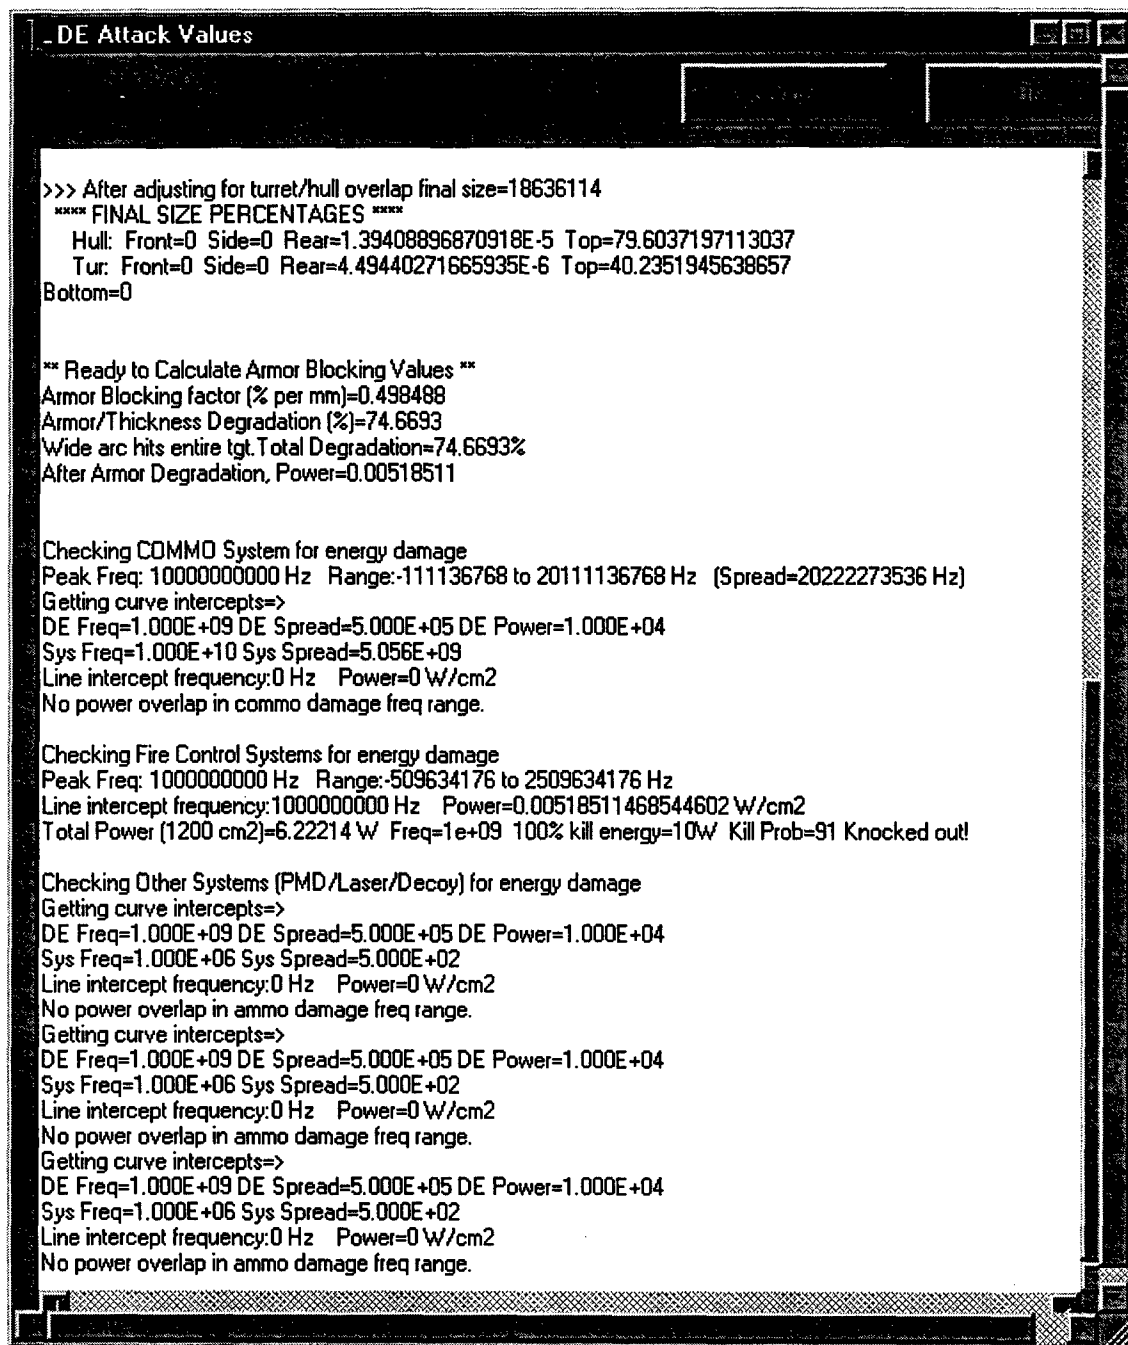 DE Attack Values
>>> After adjusting for turret/hull overlap final size=18636114
**** FINAL SIZE PERCENTAGES ****
Hull: Front=0 Side=0 Rear=1.39408896870918E-5 Top=79.6037197113037
Tur: Front=0 Side=0 Rear=4.49440271665935E-6 Top=40.2351945638657
Bottom=0
** Ready to Calculate Armor Blocking Values **
Armor Blocking factor (% per mm)=0.498488
Armor/Thickness Degradation (%)=74.6693
Wide arc hits entire tgt.Total Degradation=74.6693%
After Armor Degradation, Power=0.00518511
Checking COMMO System for energy damage
Peak Freq: 10000000000 Hz Range:-111136768 to 20111136768 Hz (Spread=20222273536 Hz)
Getting curve intercepts=>
DE Freq=1.000E+09 DE Spread=5.000E+05 DE Power=1.000E+04
Sys Freq=1.000E+10 Sys Spread=5.056E+09
Line intercept frequency:0 Hz Power=0 W/cm2
No power overlap in commo damage freq range.
Checking Fire Control Systems for energy damage
Peak Freq: 1000000000 Hz Range:-509634176 to 2509634176 Hz
Line intercept frequency:1000000000 Hz Power=0.00518511468544602 W/cm2
Total Power (1200 cm2)=6.22214 W Freq=1e+09 100% kill energy=10W Kill Prob=91 Knocked out!
Checking Other Systems (PMD/Laser/Decoy) for energy damage
Getting curve intercepts=>
DE Freq=1.000E+09 DE Spread=5.000E+05 DE Power=1.000E+04
Sys Freq=1.000E+06 Sys Spread=5.000E+02
Line intercept frequency:0 Hz Power=0 W/cm2
No power overlap in ammo damage freq range.
Getting curve intercepts=>
DE Freq=1.000E+09 DE Spread=5.000E+05 DE Power=1.000E+04
Sys Freq=1.000E+06 Sys Spread=5.000E+02
Line intercept frequency:0 Hz Power=0 W/cm2
No power overlap in ammo damage freq range.
Getting curve intercepts=>
DE Freq=1.000E+09 DE Spread=5.000E+05 DE Power=1.000E+04
Sys Freq=1.000E+06 Sys Spread=5.000E+02
Line intercept frequency:0 Hz Power=0 W/cm2
No power overlap in ammo damage freq range.